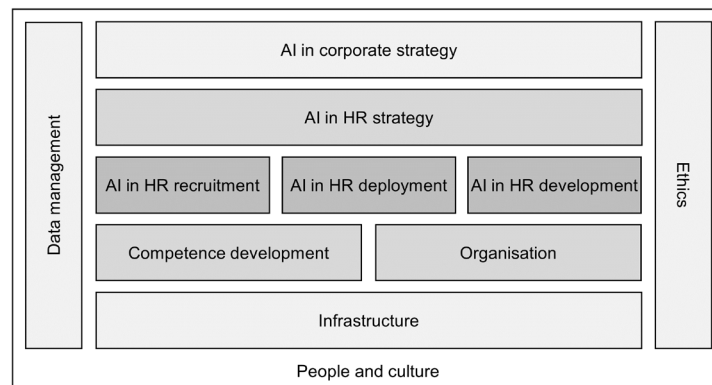 Data management
AI in corporate strategy
AI in HR strategy
AI in HR recruitment
AI in HR deployment
AI in HR development
Competence development
Organisation
Infrastructure
Ethics
People and culture